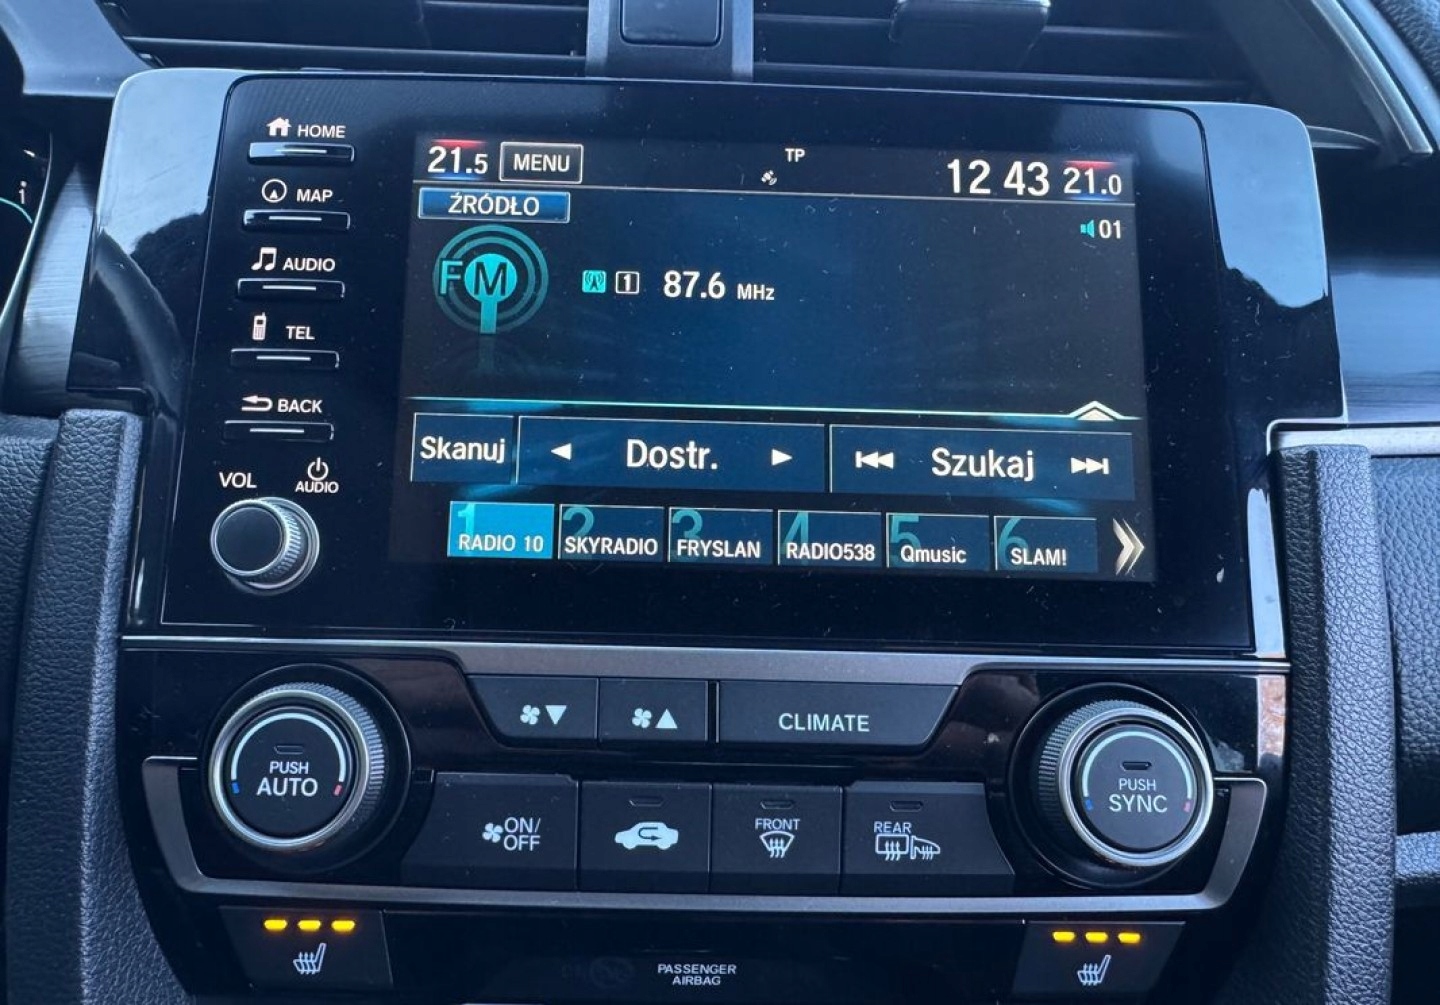 HOME
21.5 MENU TP 12 43 21.0
MAP
ŹRÓDŁO
01
AUDIO
FM 1 87.6 MHz
TEL
BACK
Skanuj Dostr. Szukaj
VOL AUDIO
1 RADIO 10 2 SKYRADIO 3 FRYSLAN 4 RADIO538 5 Qmusic 6 SLAM!
CLIMATE
PUSH AUTO
PUSH SYNC
ON/OFF
FRONT
REAR
PASSENGER
AIRBAG
i